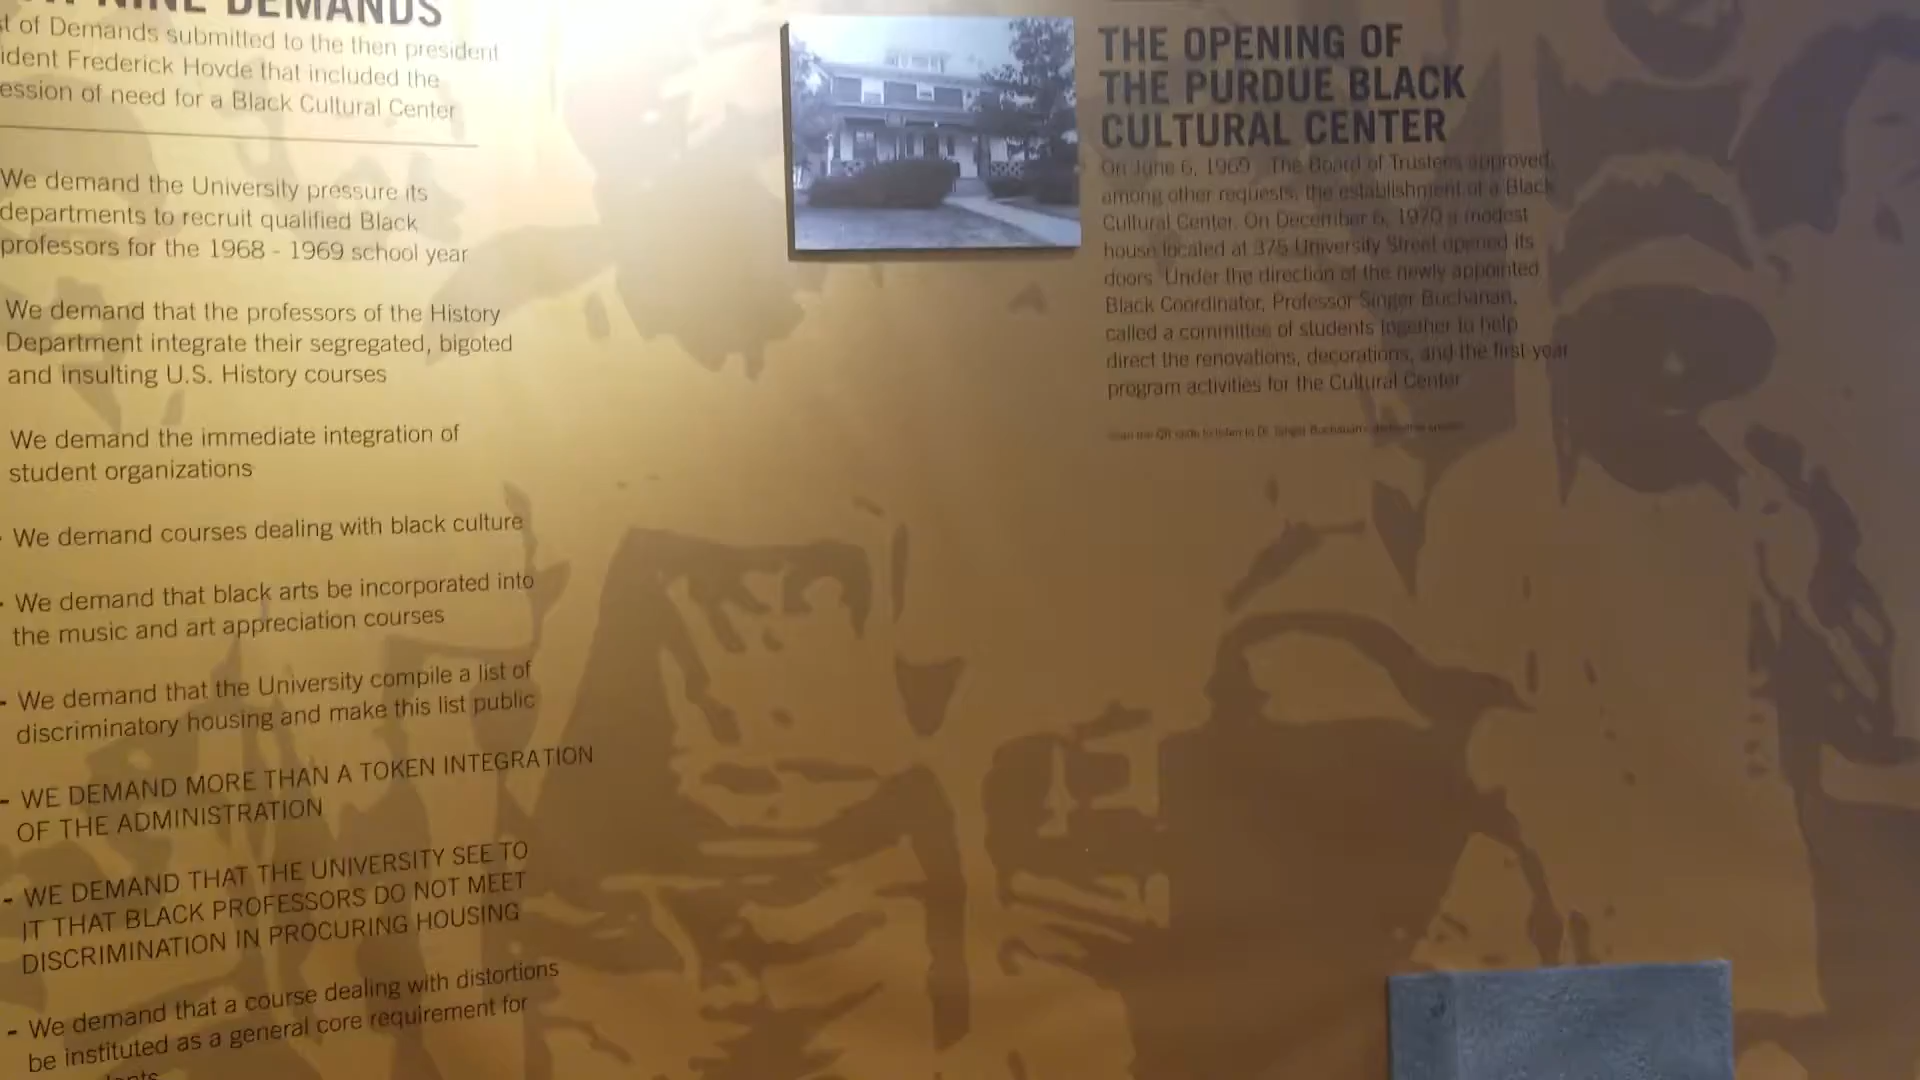 NINE DEMANDS
of Demands submitted to the then president
ident Frederick Hovde that included the
ession of need for a Black Cultural Center
We demand the University pressure its
departments to recruit qualified Black
professors for the 1968 - 1969 school year
We demand that the professors of the History
Department integrate their segregated, bigoted
and insulting U.S. History courses
We demand the immediate integration of
student organizations
- We demand courses dealing with black culture
- We demand that black arts be incorporated into
the music and art appreciation courses
- We demand that the University compile a list of
discriminatory housing and make this list public
- WE DEMAND MORE THAN A TOKEN INTEGRATION
OF THE ADMINISTRATION
- WE DEMAND THAT THE UNIVERSITY SEE TO
IT THAT BLACK PROFESSORS DO NOT MEET
DISCRIMINATION IN PROCURING HOUSING
- We demand that a course dealing with distortions
be instituted as a general core requirement for
THE OPENING OF
THE PURDUE BLACK
CULTURAL CENTER
On June 6, 1969 The Board of Trustees approved,
among other requests, the establishment of a Black
Cultural Center. On December 6, 1970 a modest
house located at 375 University Street opened its
doors. Under the direction of the newly appointed
Black Coordinator, Professor Singer Buchanan,
called a committee of students together to help
direct the renovations, decorations, and the first-year
program activities for the Cultural Center
Scan the QR code to listen to Dr. Singer Buchanan